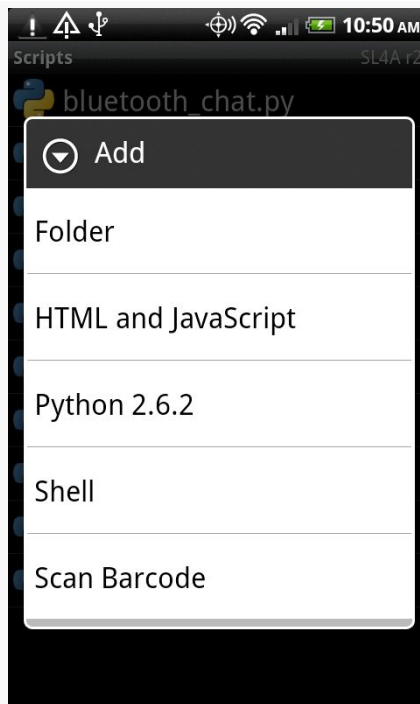 10:50 AM
Scripts SL4A r2
bluetooth_chat.py
Add
Folder
HTML and JavaScript
Python 2.6.2
Shell
Scan Barcode